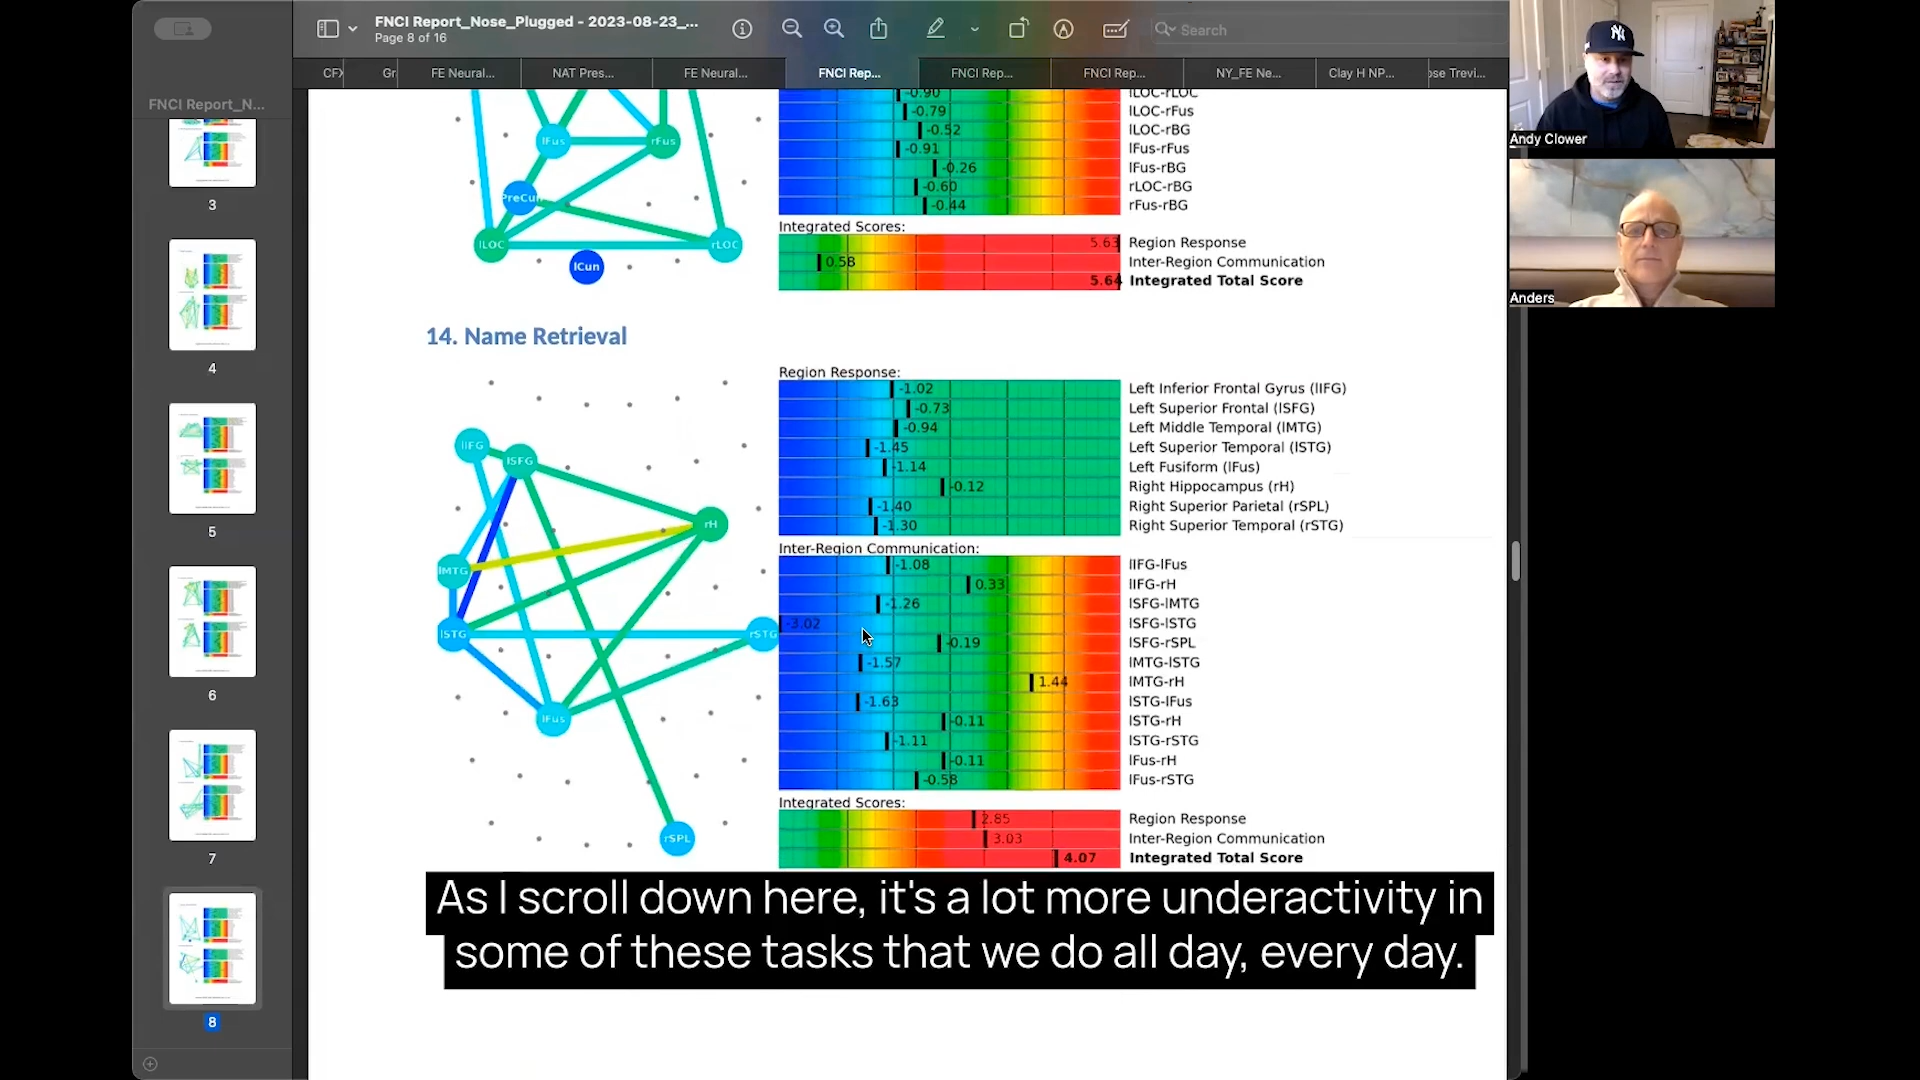 FNCI Report_Nose_Plugged - 2023-08-23_...
Page 8 of 16
Search
FE Neural...
NAT Pres...
FE Neural...
FNCI Rep...
FNCI Rep...
FNCI Rep...
NY_FE Ne...
Clay H NP...
ose Trevi...
FNCI Report_N...
3
4
5
6
7
8
lFus
rFus
PreCun
lLOC
rLOC
lCun
-0.90 lLOC-rLOC
-0.79 lLOC-rFus
-0.52 lLOC-rBG
-0.91 lFus-rFus
-0.26 lFus-rBG
-0.60 rLOC-rBG
-0.44 rFus-rBG
Integrated Scores:
5.63 Region Response
0.58 Inter-Region Communication
5.64 Integrated Total Score
14. Name Retrieval
lIFG
lSFG
rH
lMTG
lSTG
rSTG
lFus
rSPL
Region Response:
-1.02 Left Inferior Frontal Gyrus (lIFG)
-0.73 Left Superior Frontal (lSFG)
-0.94 Left Middle Temporal (lMTG)
-1.45 Left Superior Temporal (lSTG)
-1.14 Left Fusiform (lFus)
-0.12 Right Hippocampus (rH)
-1.40 Right Superior Parietal (rSPL)
-1.30 Right Superior Temporal (rSTG)
Inter-Region Communication:
-1.08 lIFG-lFus
0.33 lIFG-rH
-1.26 lSFG-lMTG
-3.02 lSFG-lSTG
-0.19 lSFG-rSPL
-1.57 lMTG-lSTG
1.44 lMTG-rH
-1.63 lSTG-lFus
-0.11 lSTG-rH
-1.11 lSTG-rSTG
-0.11 lFus-rH
-0.58 lFus-rSTG
Integrated Scores:
2.85 Region Response
3.03 Inter-Region Communication
4.07 Integrated Total Score
As I scroll down here, it's a lot more underactivity in
some of these tasks that we do all day, every day.
Andy Clower
Anders